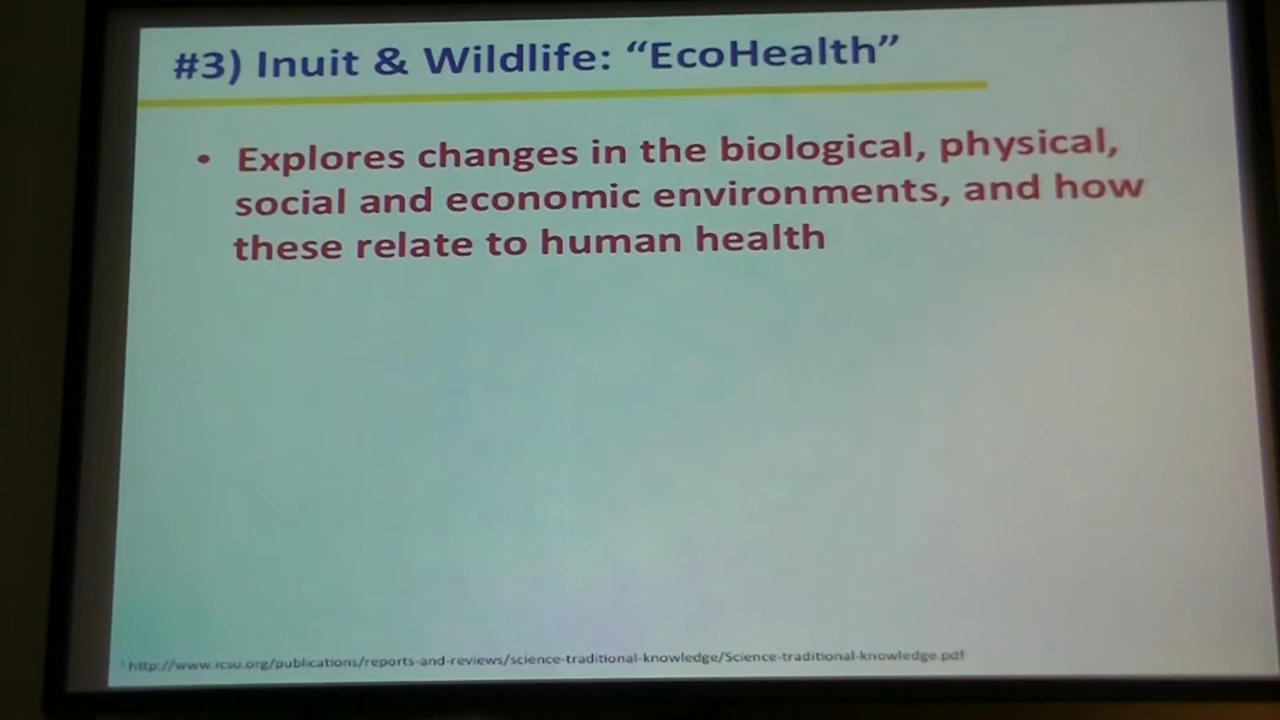 #3) Inuit & Wildlife: “EcoHealth”
• Explores changes in the biological, physical,
social and economic environments, and how
these relate to human health
¹ http://www.icsu.org/publications/reports-and-reviews/science-traditional-knowledge/Science-traditional-knowledge.pdf